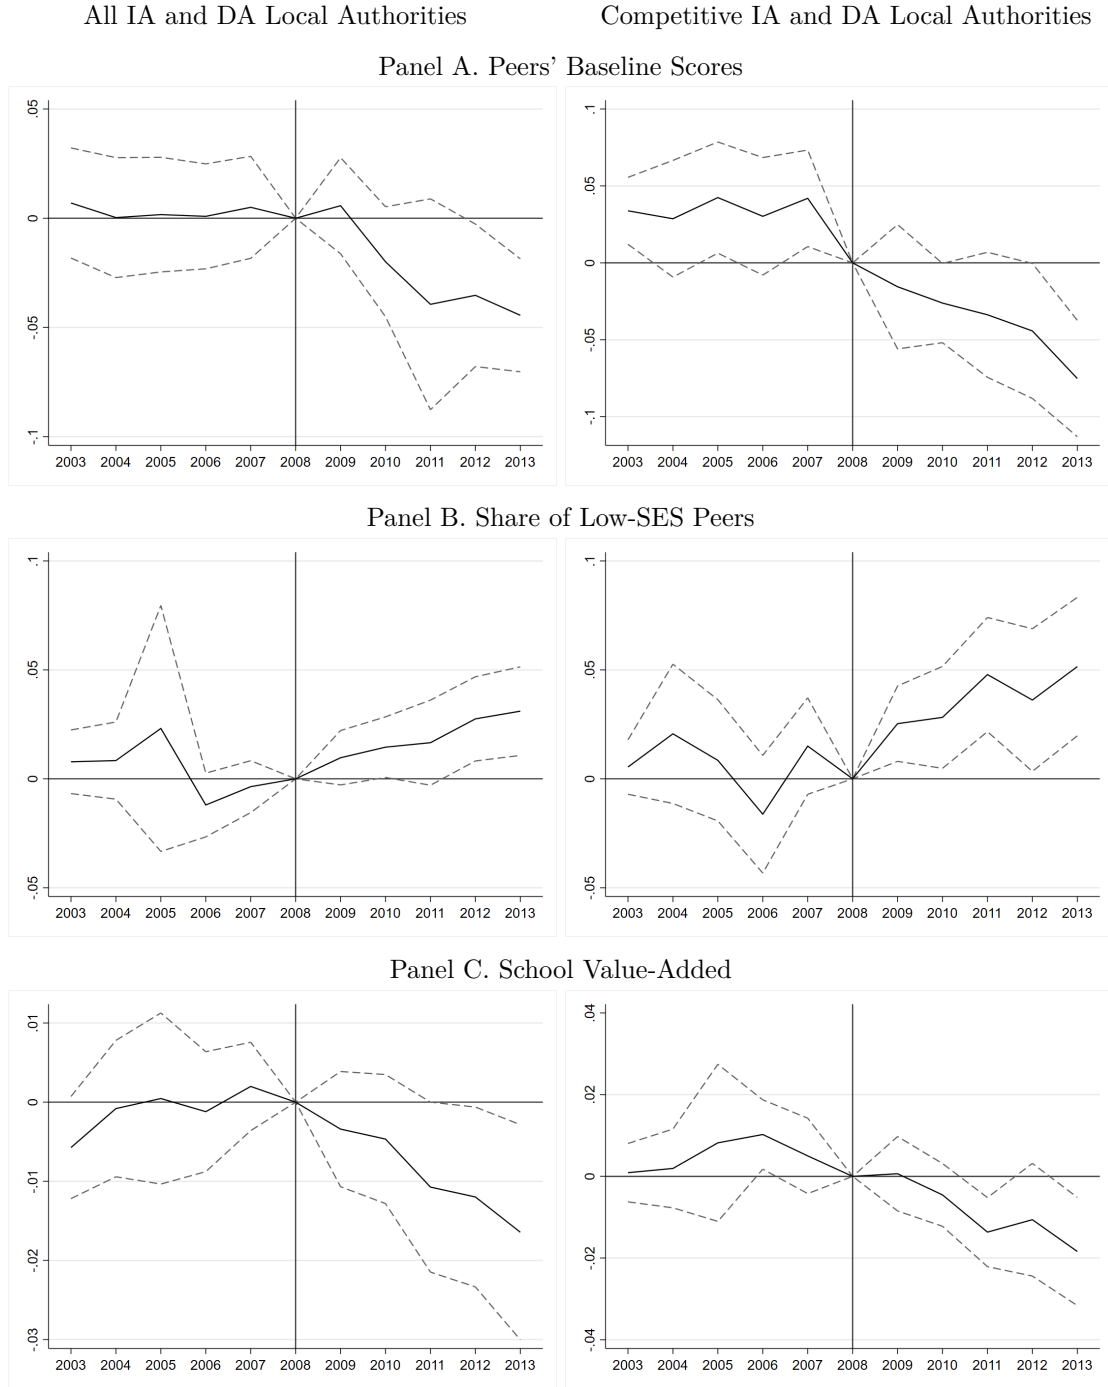 All IA and DA Local Authorities
Competitive IA and DA Local Authorities
Panel A. Peers' Baseline Scores
.05
0
-.05
-.1
2003 2004 2005 2006 2007 2008 2009 2010 2011 2012 2013
.1
.05
0
-.05
-.1
2003 2004 2005 2006 2007 2008 2009 2010 2011 2012 2013
Panel B. Share of Low-SES Peers
.1
.05
0
-.05
2003 2004 2005 2006 2007 2008 2009 2010 2011 2012 2013
.1
.05
0
-.05
2003 2004 2005 2006 2007 2008 2009 2010 2011 2012 2013
Panel C. School Value-Added
.01
0
-.01
-.02
-.03
2003 2004 2005 2006 2007 2008 2009 2010 2011 2012 2013
.04
.02
0
-.02
-.04
2003 2004 2005 2006 2007 2008 2009 2010 2011 2012 2013